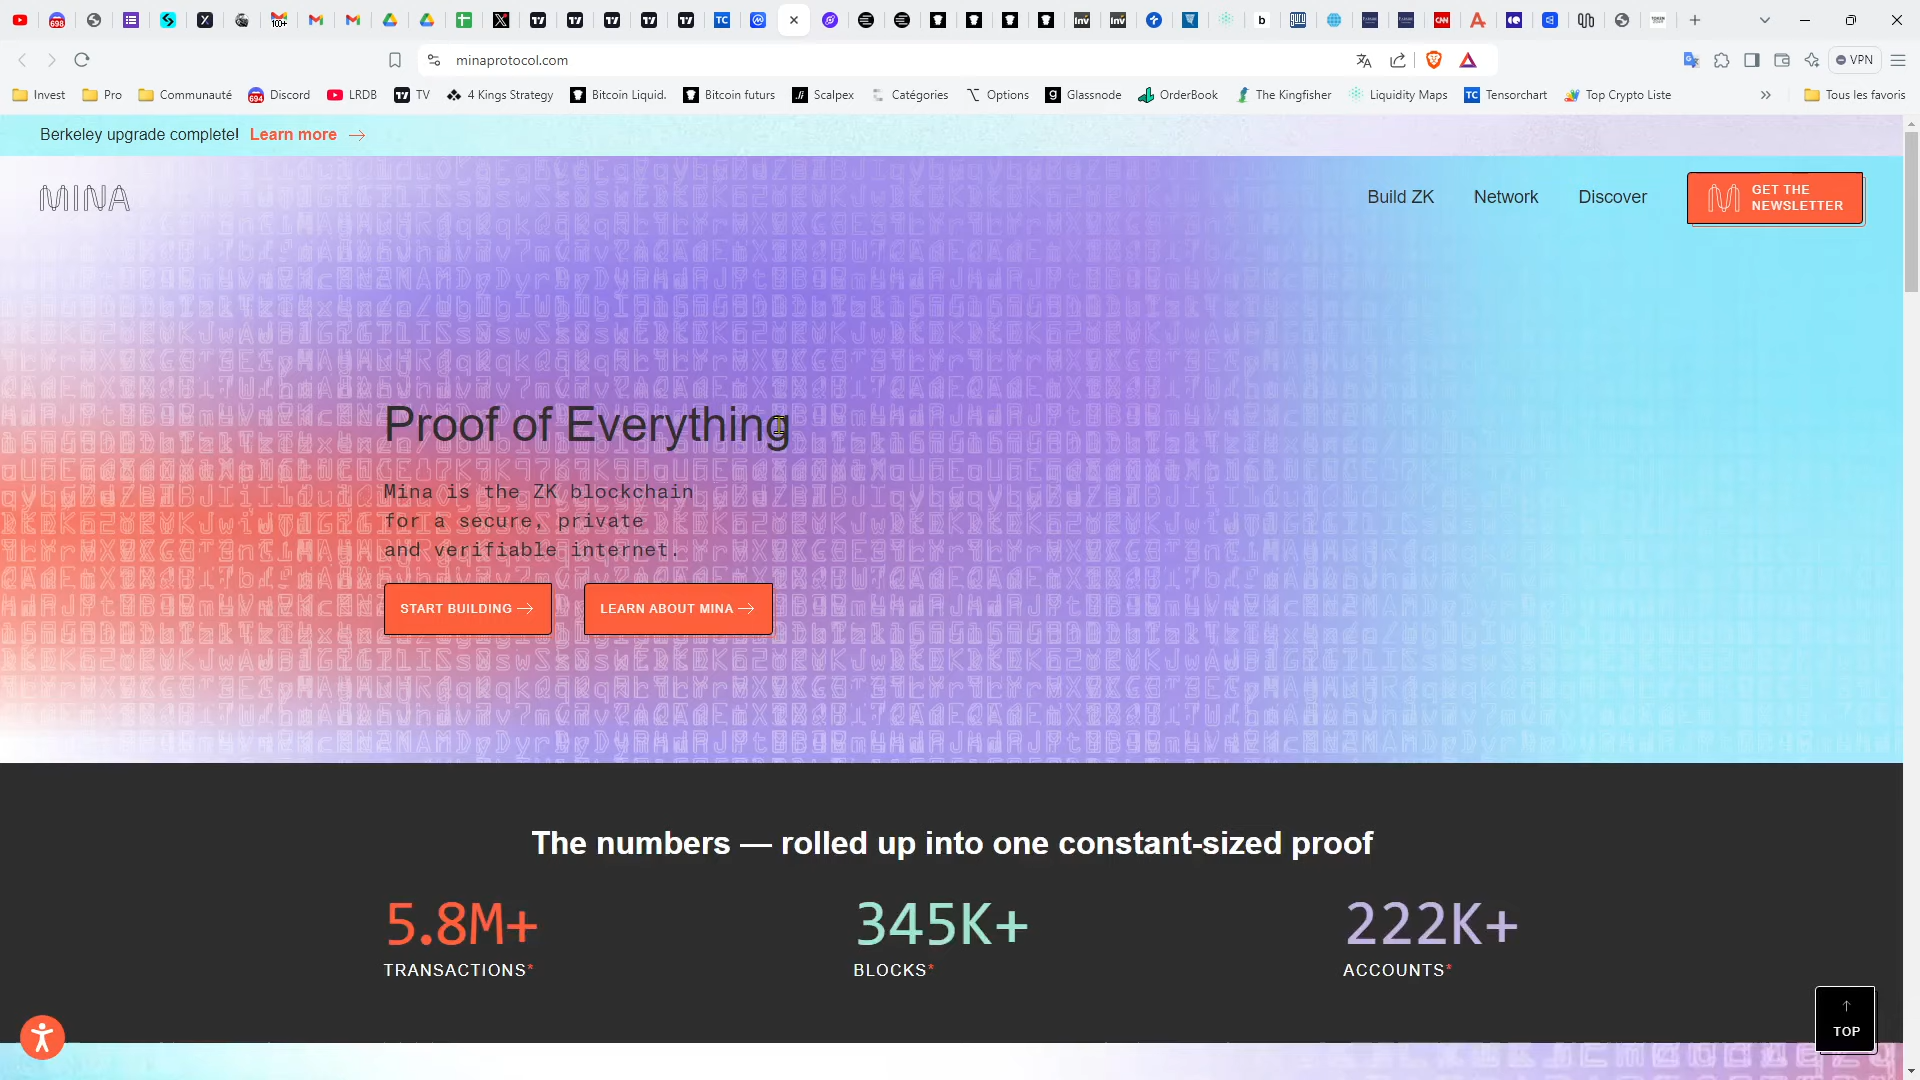 minaprotocol.com
VPN
Invest
Pro
Communauté
Discord
LRDB
TV
4 Kings Strategy
Bitcoin Liquid.
Bitcoin futurs
Scalpex
Catégories
Options
Glassnode
OrderBook
The Kingfisher
Liquidity Maps
Tensorchart
Top Crypto Liste
Tous les favoris
Berkeley upgrade complete! Learn more →
MINA
Build ZK
Network
Discover
GET THE
NEWSLETTER
Proof of Everything
Mina is the ZK blockchain
for a secure, private
and verifiable internet.
START BUILDING →
LEARN ABOUT MINA →
The numbers — rolled up into one constant-sized proof
5.8M+
TRANSACTIONS*
345K+
BLOCKS*
222K+
ACCOUNTS*
↑
TOP